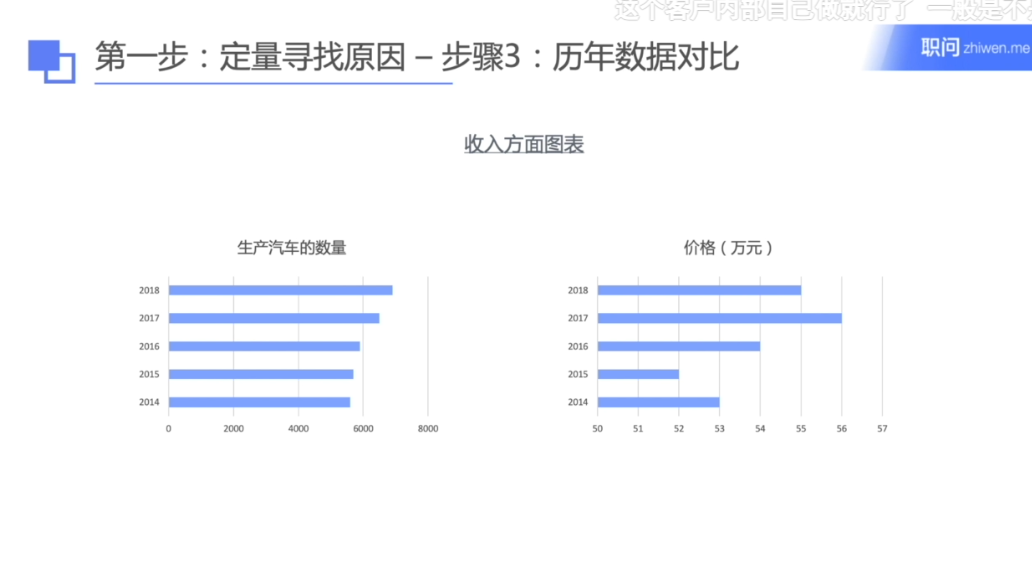 这个客户内部自己做就行了 一般是不
第一步：定量寻找原因 – 步骤3：历年数据对比
职问 zhiwen.me
收入方面图表
生产汽车的数量
2018
2017
2016
2015
2014
0 2000 4000 6000 8000
价格（万元）
2018
2017
2016
2015
2014
50 51 52 53 54 55 56 57